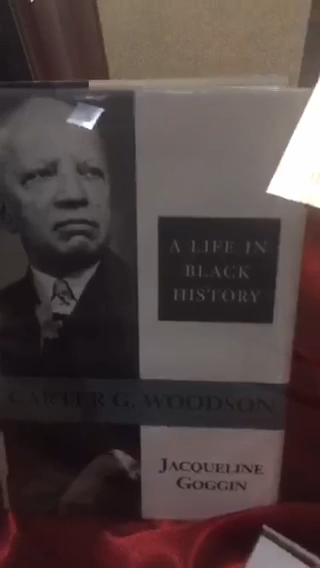 A LIFE IN
BLACK
HISTORY
CARTER G. WOODSON
JACQUELINE
GOGGIN